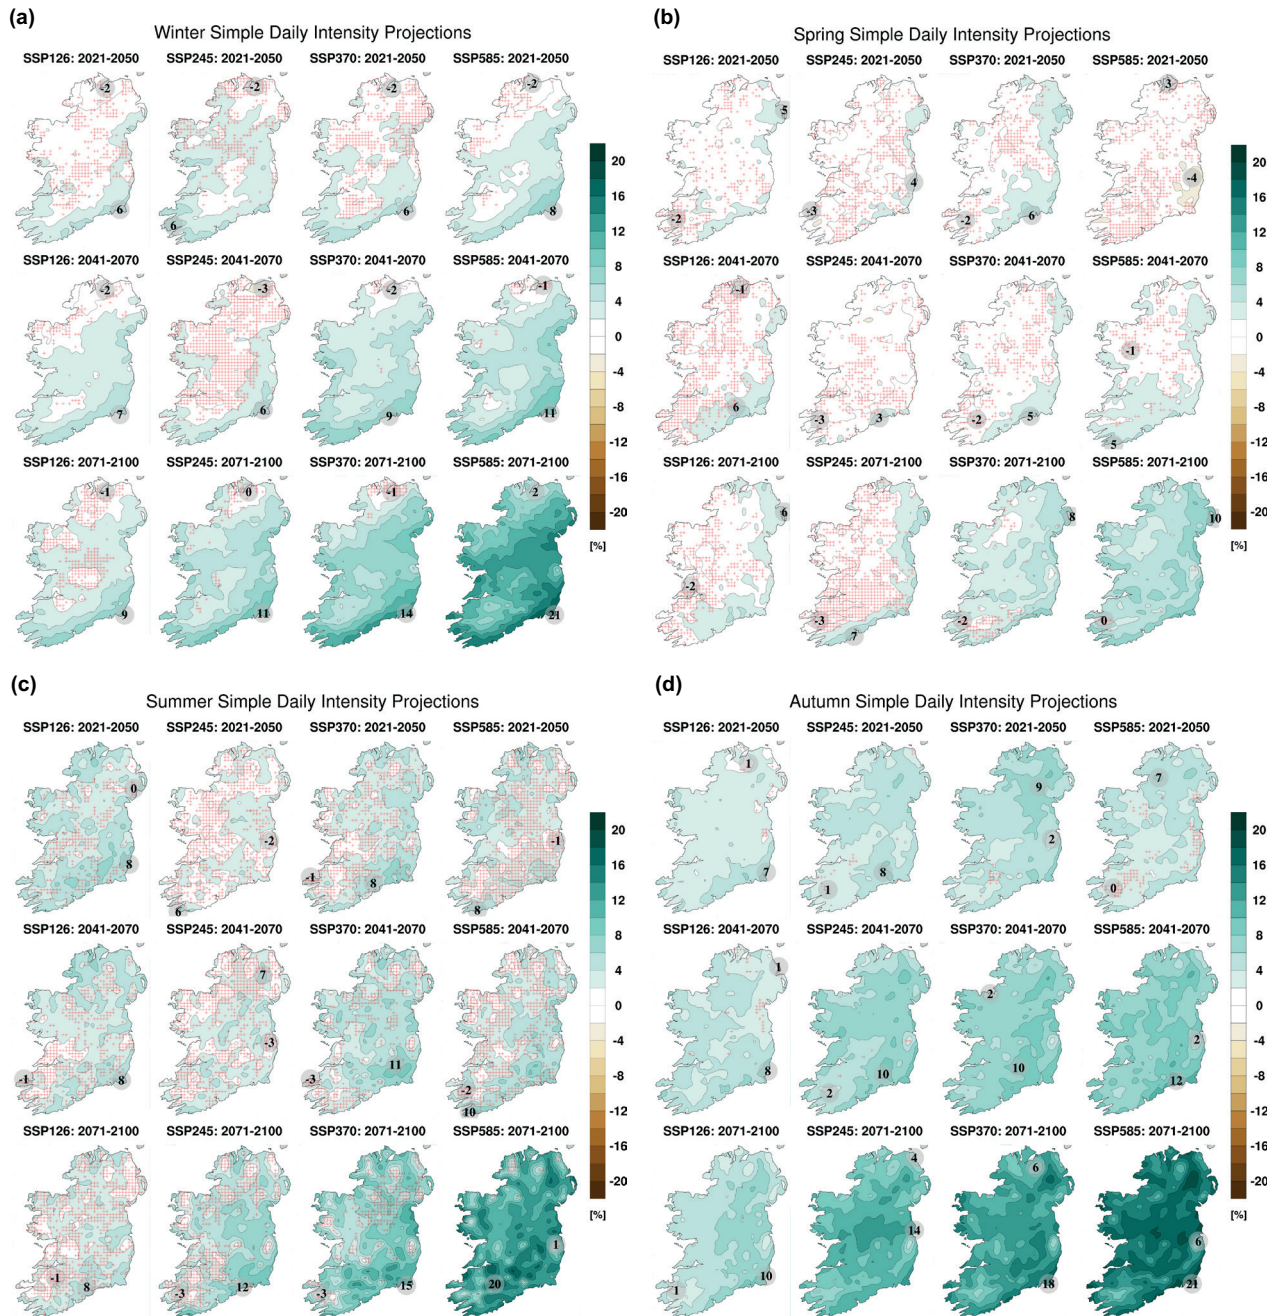 (a)
Winter Simple Daily Intensity Projections
SSP126: 2021-2050 SSP245: 2021-2050 SSP370: 2021-2050 SSP585: 2021-2050
-2 -2 -2 -2
6 6 6 8
SSP126: 2041-2070 SSP245: 2041-2070 SSP370: 2041-2070 SSP585: 2041-2070
-2 -3 -2 -1
7 6 9 11
SSP126: 2071-2100 SSP245: 2071-2100 SSP370: 2071-2100 SSP585: 2071-2100
-1 0 -1 2
9 11 14 21
20
16
12
8
4
0
-4
-8
-12
-16
-20
[%]
(b)
Spring Simple Daily Intensity Projections
SSP126: 2021-2050 SSP245: 2021-2050 SSP370: 2021-2050 SSP585: 2021-2050
5 4 3 -4
-2 -3 -2 6
SSP126: 2041-2070 SSP245: 2041-2070 SSP370: 2041-2070 SSP585: 2041-2070
-1 -1
6 -3 3 -2 5 5
SSP126: 2071-2100 SSP245: 2071-2100 SSP370: 2071-2100 SSP585: 2071-2100
6 8 10
-2 -3 7 -2 0
20
16
12
8
4
0
-4
-8
-12
-16
-20
[%]
(c)
Summer Simple Daily Intensity Projections
SSP126: 2021-2050 SSP245: 2021-2050 SSP370: 2021-2050 SSP585: 2021-2050
0 -2 -1
8 6 -1 8 8
SSP126: 2041-2070 SSP245: 2041-2070 SSP370: 2041-2070 SSP585: 2041-2070
7 -3
-1 8 -3 11 -2 10
SSP126: 2071-2100 SSP245: 2071-2100 SSP370: 2071-2100 SSP585: 2071-2100
1
-1 8 -3 12 -3 15 20
20
16
12
8
4
0
-4
-8
-12
-16
-20
[%]
(d)
Autumn Simple Daily Intensity Projections
SSP126: 2021-2050 SSP245: 2021-2050 SSP370: 2021-2050 SSP585: 2021-2050
1 9 2 7
7 1 8 0
SSP126: 2041-2070 SSP245: 2041-2070 SSP370: 2041-2070 SSP585: 2041-2070
1 2 2
8 2 10 10 12
SSP126: 2071-2100 SSP245: 2071-2100 SSP370: 2071-2100 SSP585: 2071-2100
4 14 6 6
1 10 18 21
20
16
12
8
4
0
-4
-8
-12
-16
-20
[%]